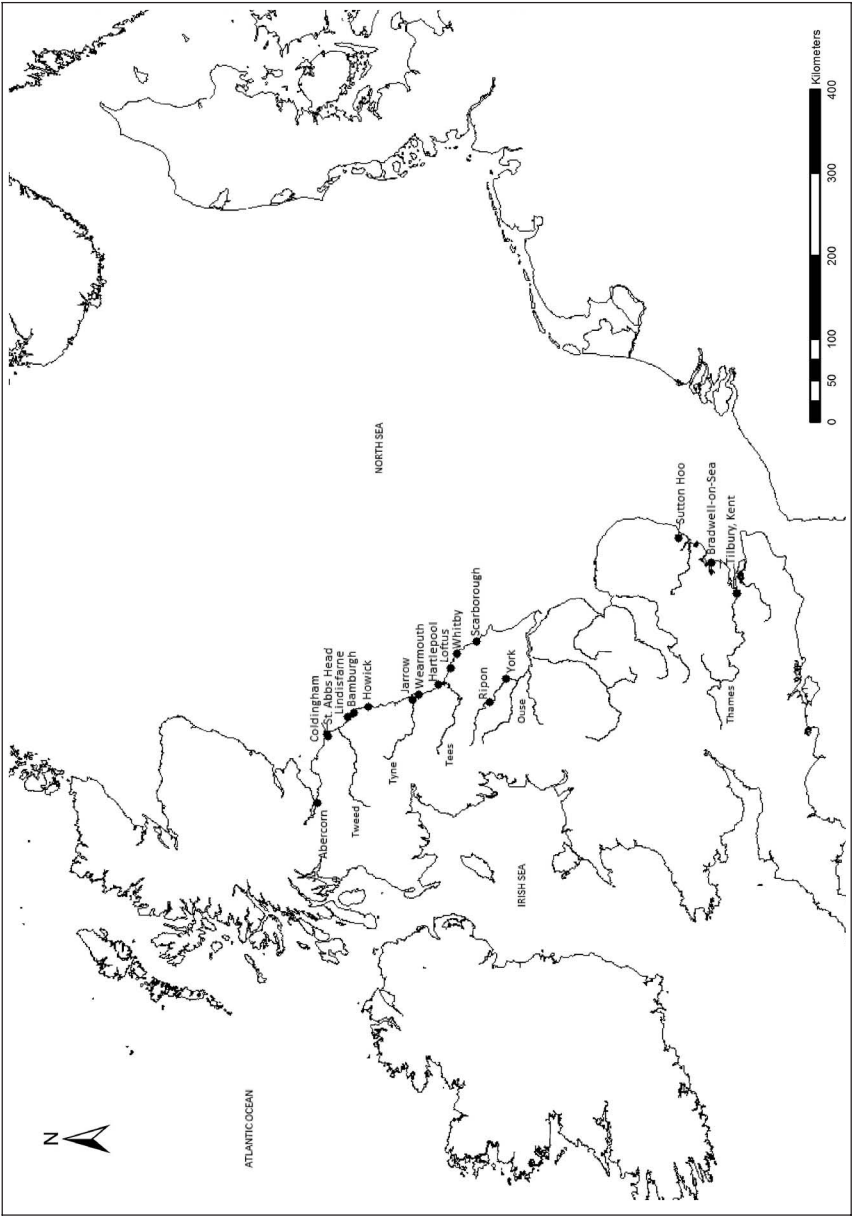 N
ATLANTIC OCEAN
NORTH SEA
IRISH SEA
Abercorn
Coldingham
St. Abbs Head
Lindisfarne
Bamburgh
Howick
Tweed
Tyne
Jarrow
Wearmouth
Hartlepool
Loftus
Whitby
Scarborough
Tees
Ripon
York
Ouse
Sutton Hoo
Bradwell-on-Sea
Tilbury, Kent
Thames
0 50 100 200 300 400
Kilometers